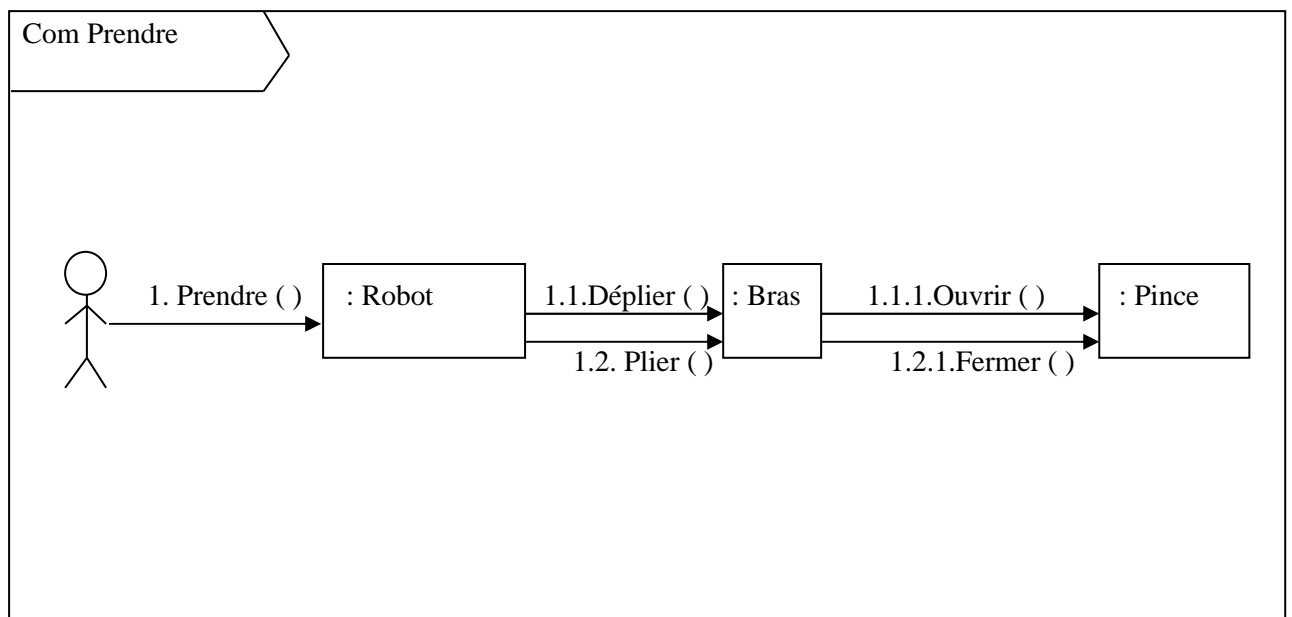 Com Prendre
1. Prendre ( )
: Robot
1.1.Déplier ( )
: Bras
1.1.1.Ouvrir ( )
: Pince
1.2. Plier ( )
1.2.1.Fermer ( )